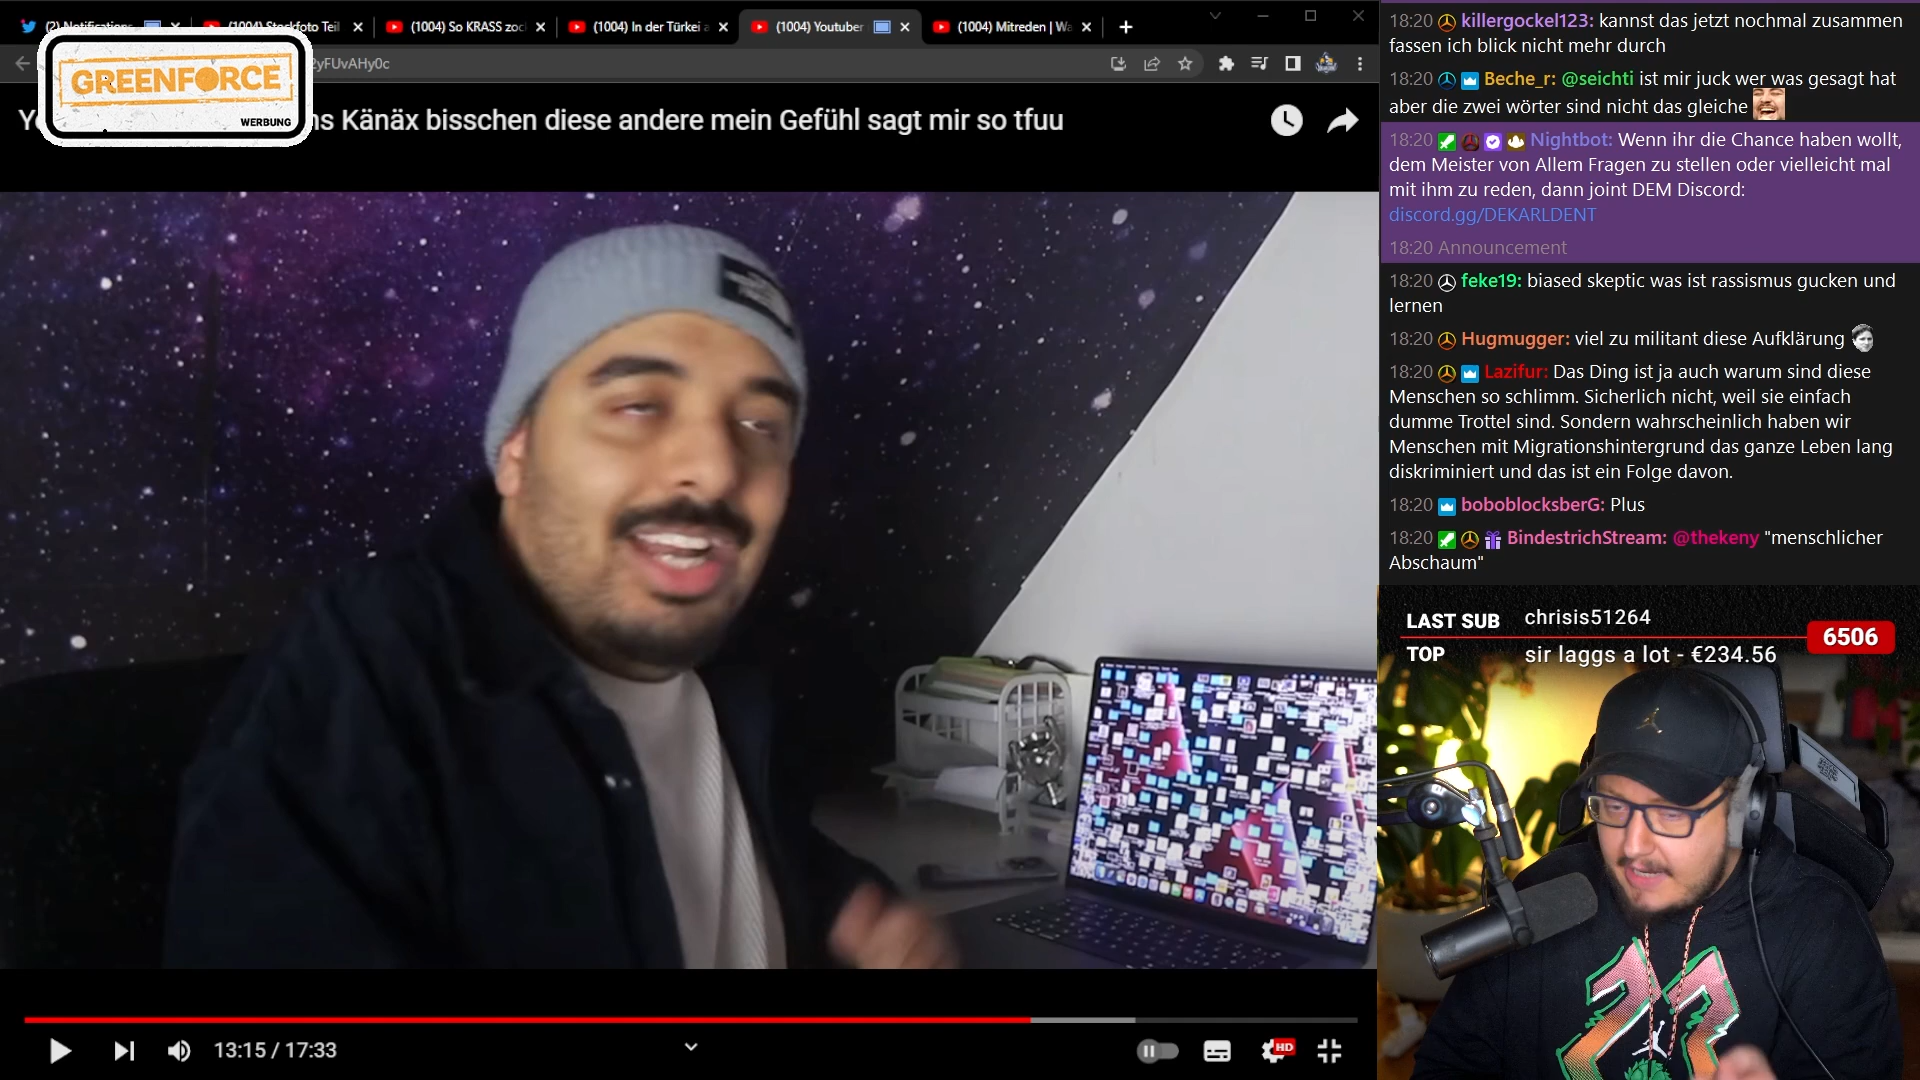 (2) Notifications
(1004) Stockfoto Teil
(1004) So KRASS zoc
(1004) In der Türkei a
(1004) Youtuber
(1004) Mitreden | Wa
2yFUvAHy0c
GREENFORCE
WERBUNG
ns Känäx bisschen diese andere mein Gefühl sagt mir so tfuu
13:15 / 17:33
HD
18:20 killergockel123: kannst das jetzt nochmal zusammen
fassen ich blick nicht mehr durch
18:20 Beche_r: @seichti ist mir juck wer was gesagt hat
aber die zwei wörter sind nicht das gleiche
18:20 Nightbot: Wenn ihr die Chance haben wollt,
dem Meister von Allem Fragen zu stellen oder vielleicht mal
mit ihm zu reden, dann joint DEM Discord:
discord.gg/DEKARLDENT
18:20 Announcement
18:20 feke19: biased skeptic was ist rassismus gucken und
lernen
18:20 Hugmugger: viel zu militant diese Aufklärung
18:20 Lazifur: Das Ding ist ja auch warum sind diese
Menschen so schlimm. Sicherlich nicht, weil sie einfach
dumme Trottel sind. Sondern wahrscheinlich haben wir
Menschen mit Migrationshintergrund das ganze Leben lang
diskriminiert und das ist ein Folge davon.
18:20 boboblocksberG: Plus
18:20 BindestrichStream: @thekeny "menschlicher
Abschaum"
LAST SUB chrisis51264
6506
TOP sir laggs a lot - €234.56